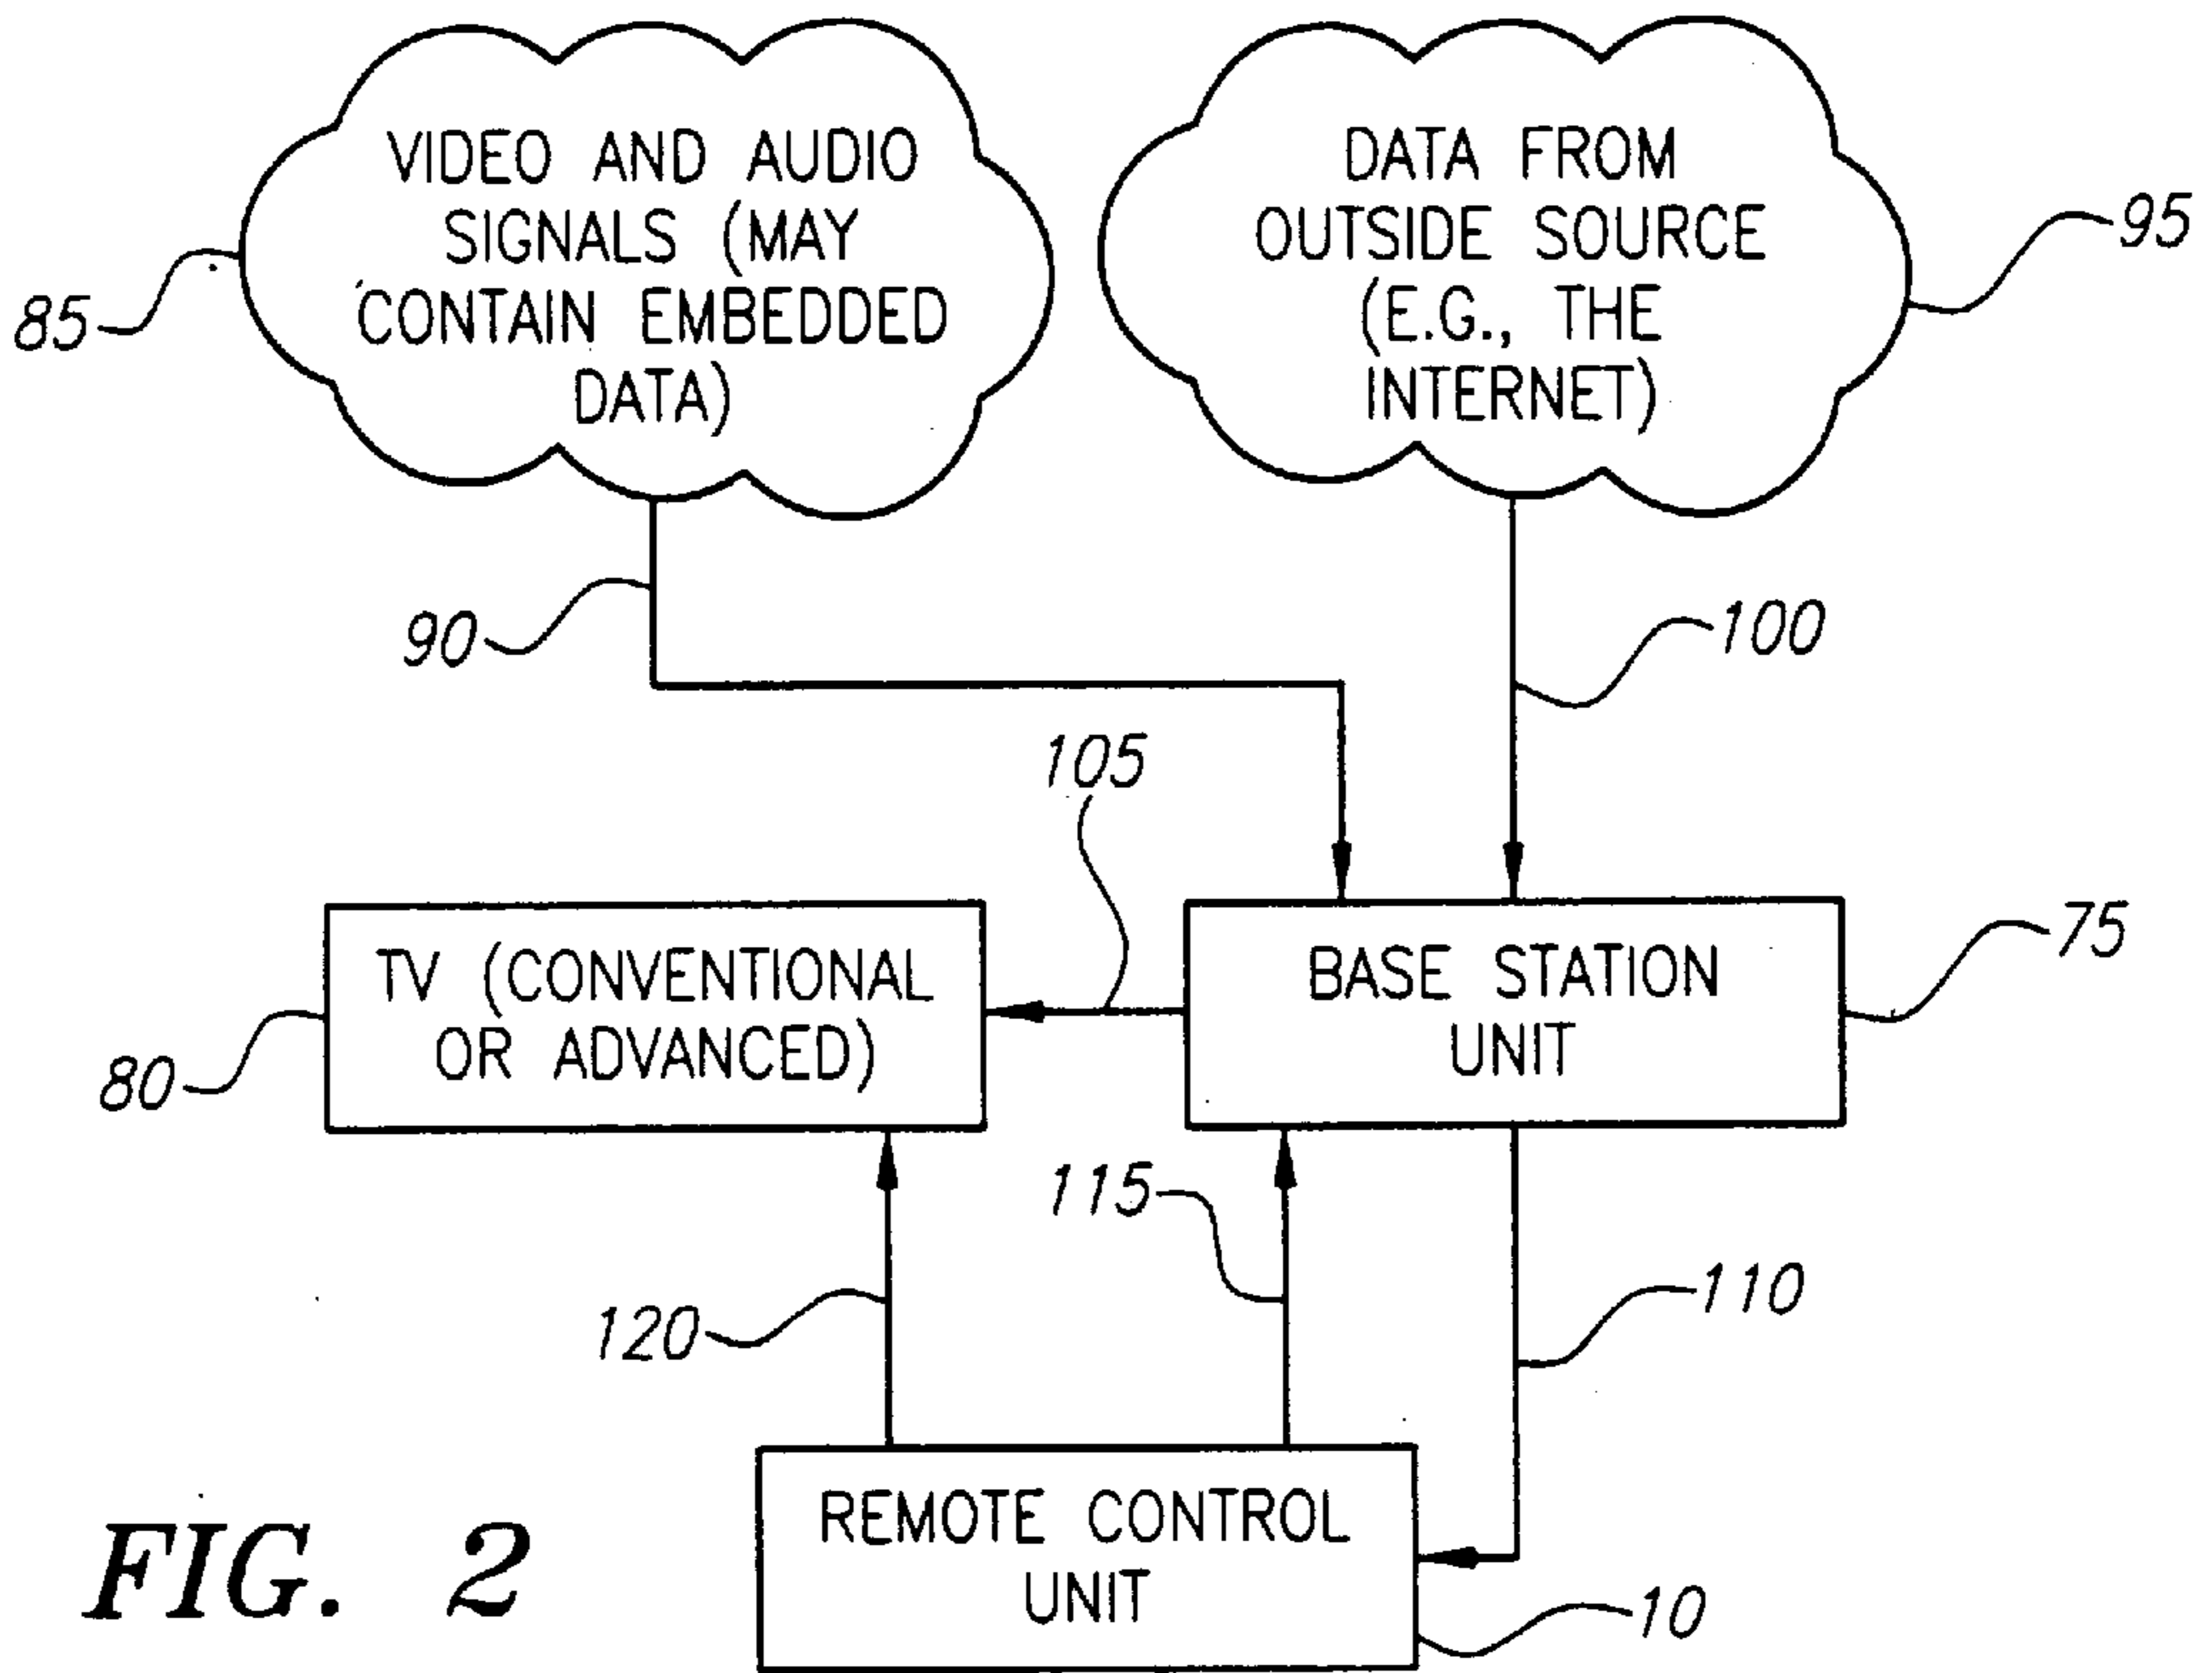 VIDEO AND AUDIO
SIGNALS (MAY
CONTAIN EMBEDDED
DATA)
85
DATA FROM
OUTSIDE SOURCE
(E.G., THE
INTERNET)
95
90
100
105
TV (CONVENTIONAL
OR ADVANCED)
80
BASE STATION
UNIT
75
115
110
120
REMOTE CONTROL
UNIT
10
FIG. 2